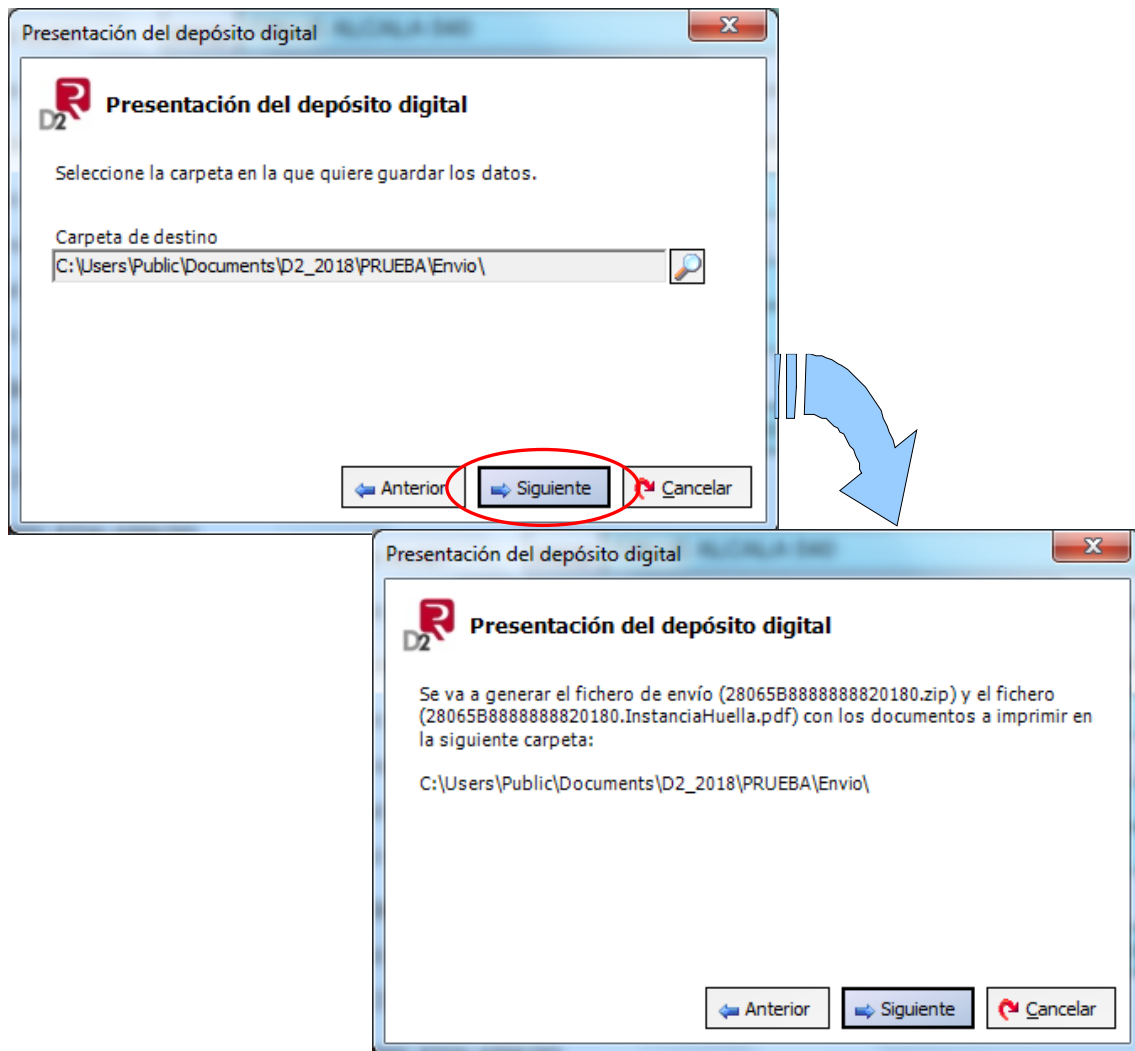 Presentación del depósito digital
X
D2
Presentación del depósito digital
Seleccione la carpeta en la que quiere guardar los datos.
Carpeta de destino
C:\Users\Public\Documents\D2_2018\PRUEBA\Envio\
Anterior Siguiente Cancelar
Presentación del depósito digital
X
D2
Presentación del depósito digital
Se va a generar el fichero de envío (28065B8888888820180.zip) y el fichero
(28065B8888888820180.InstanciaHuella.pdf) con los documentos a imprimir en
la siguiente carpeta:
C:\Users\Public\Documents\D2_2018\PRUEBA\Envio\
Anterior Siguiente Cancelar